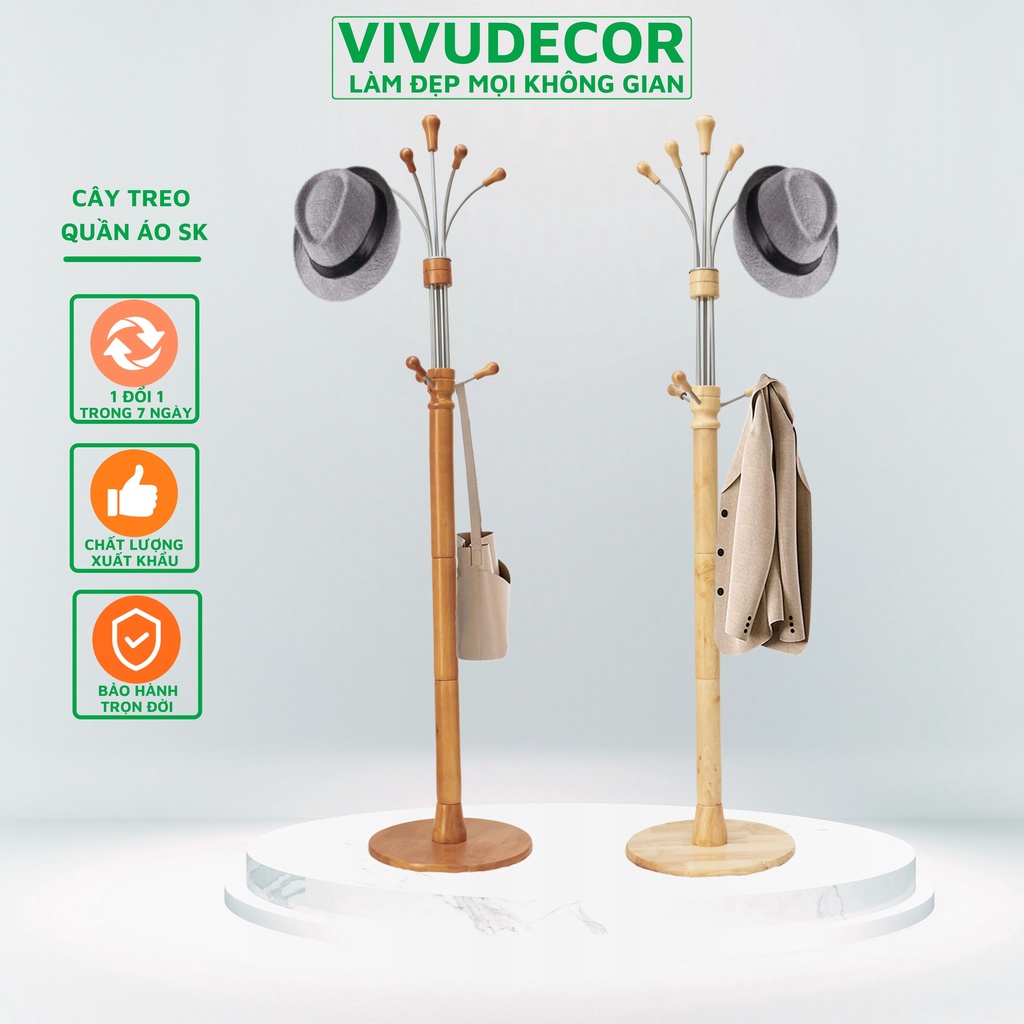 VIVUDECOR
LÀM ĐẸP MỌI KHÔNG GIAN
CÂY TREO
QUẦN ÁO SK
1 ĐỔI 1
TRONG 7 NGÀY
CHẤT LƯỢNG
XUẤT KHẨU
BẢO HÀNH
TRỌN ĐỜI